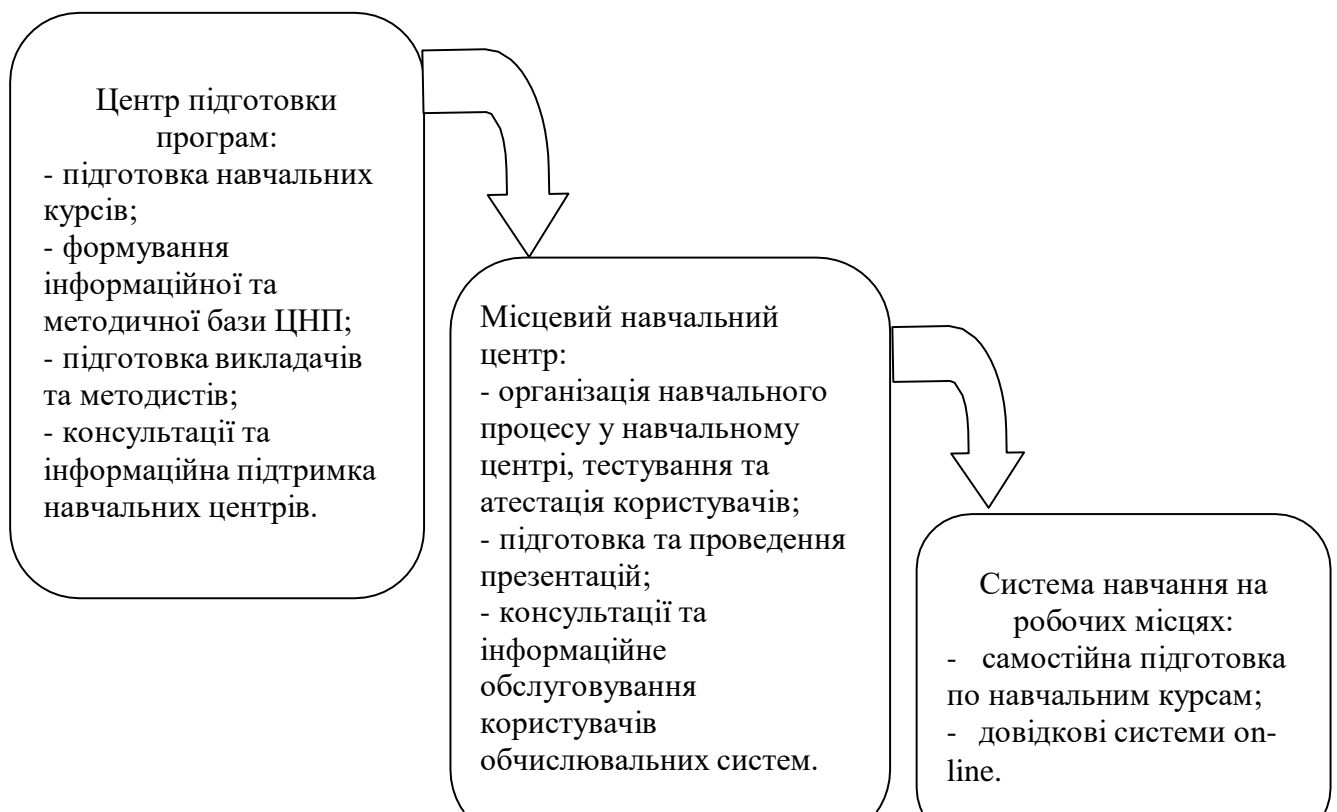 Центр підготовки
програм:
- підготовка навчальних
курсів;
- формування
інформаційної та
методичної бази ЦНП;
- підготовка викладачів
та методистів;
- консультації та
інформаційна підтримка
навчальних центрів.
Місцевий навчальний
центр:
- організація навчального
процесу у навчальному
центрі, тестування та
атестація користувачів;
- підготовка та проведення
презентацій;
- консультації та
інформаційне
обслуговування
користувачів
обчислювальних систем.
Система навчання на
робочих місцях:
- самостійна підготовка
по навчальним курсам;
- довідкові системи on-
line.